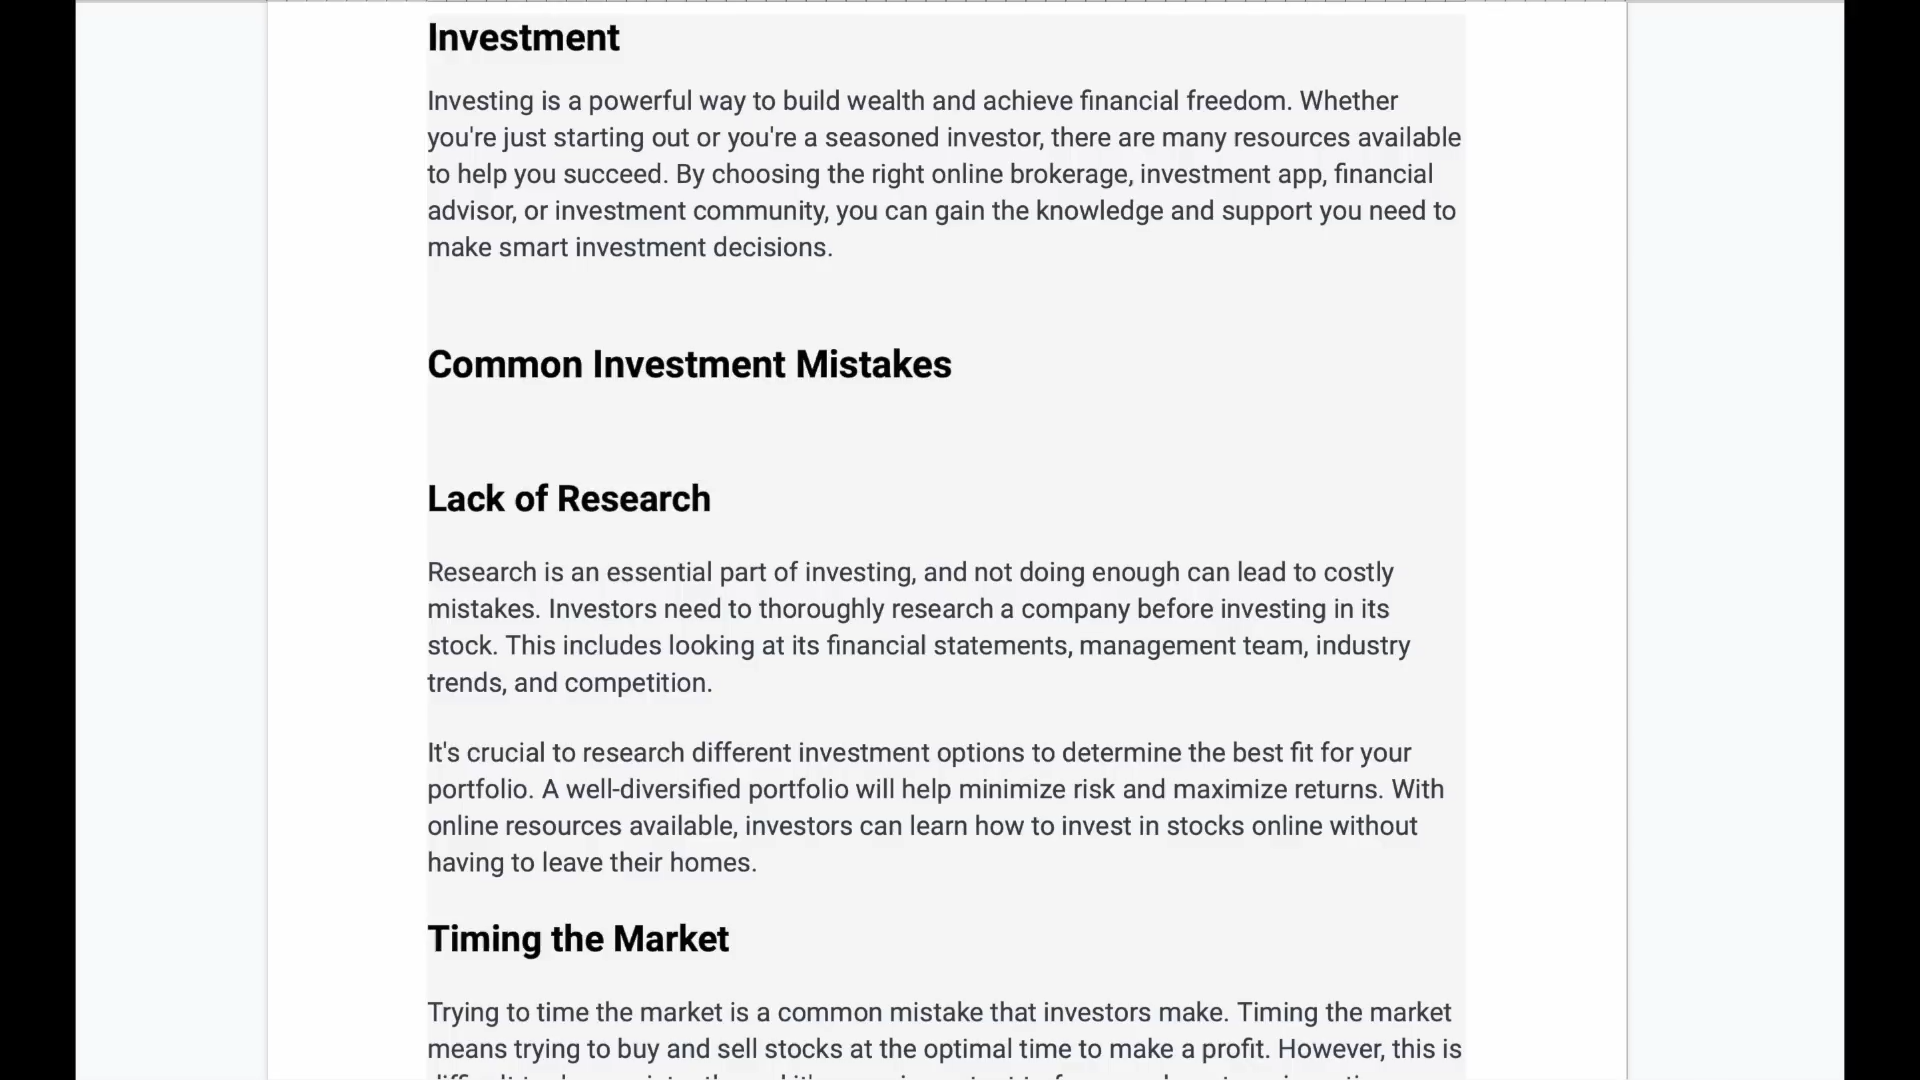 Investment
Investing is a powerful way to build wealth and achieve financial freedom. Whether
you're just starting out or you're a seasoned investor, there are many resources available
to help you succeed. By choosing the right online brokerage, investment app, financial
advisor, or investment community, you can gain the knowledge and support you need to
make smart investment decisions.
Common Investment Mistakes
Lack of Research
Research is an essential part of investing, and not doing enough can lead to costly
mistakes. Investors need to thoroughly research a company before investing in its
stock. This includes looking at its financial statements, management team, industry
trends, and competition.
It's crucial to research different investment options to determine the best fit for your
portfolio. A well-diversified portfolio will help minimize risk and maximize returns. With
online resources available, investors can learn how to invest in stocks online without
having to leave their homes.
Timing the Market
Trying to time the market is a common mistake that investors make. Timing the market
means trying to buy and sell stocks at the optimal time to make a profit. However, this is